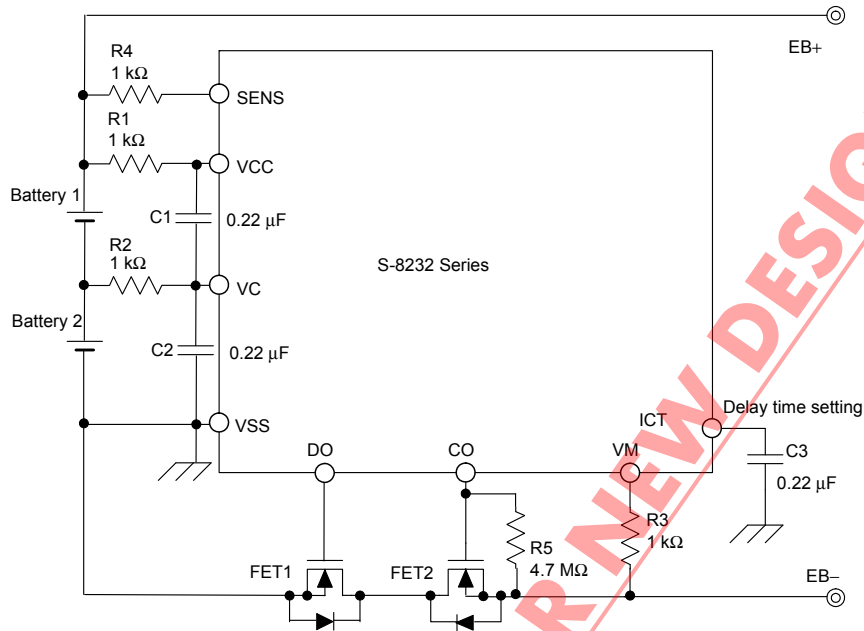 EB+
R4
1 kΩ
SENS
R1
1 kΩ
VCC
Battery 1
C1
0.22 µF
R2
1 kΩ
S-8232 Series
VC
Battery 2
C2
0.22 µF
VSS
Delay time setting
ICT
DO
CO
VM
C3
0.22 µF
R3
1 kΩ
R5
4.7 MΩ
FET1
FET2
EB−
R NEW DESIG